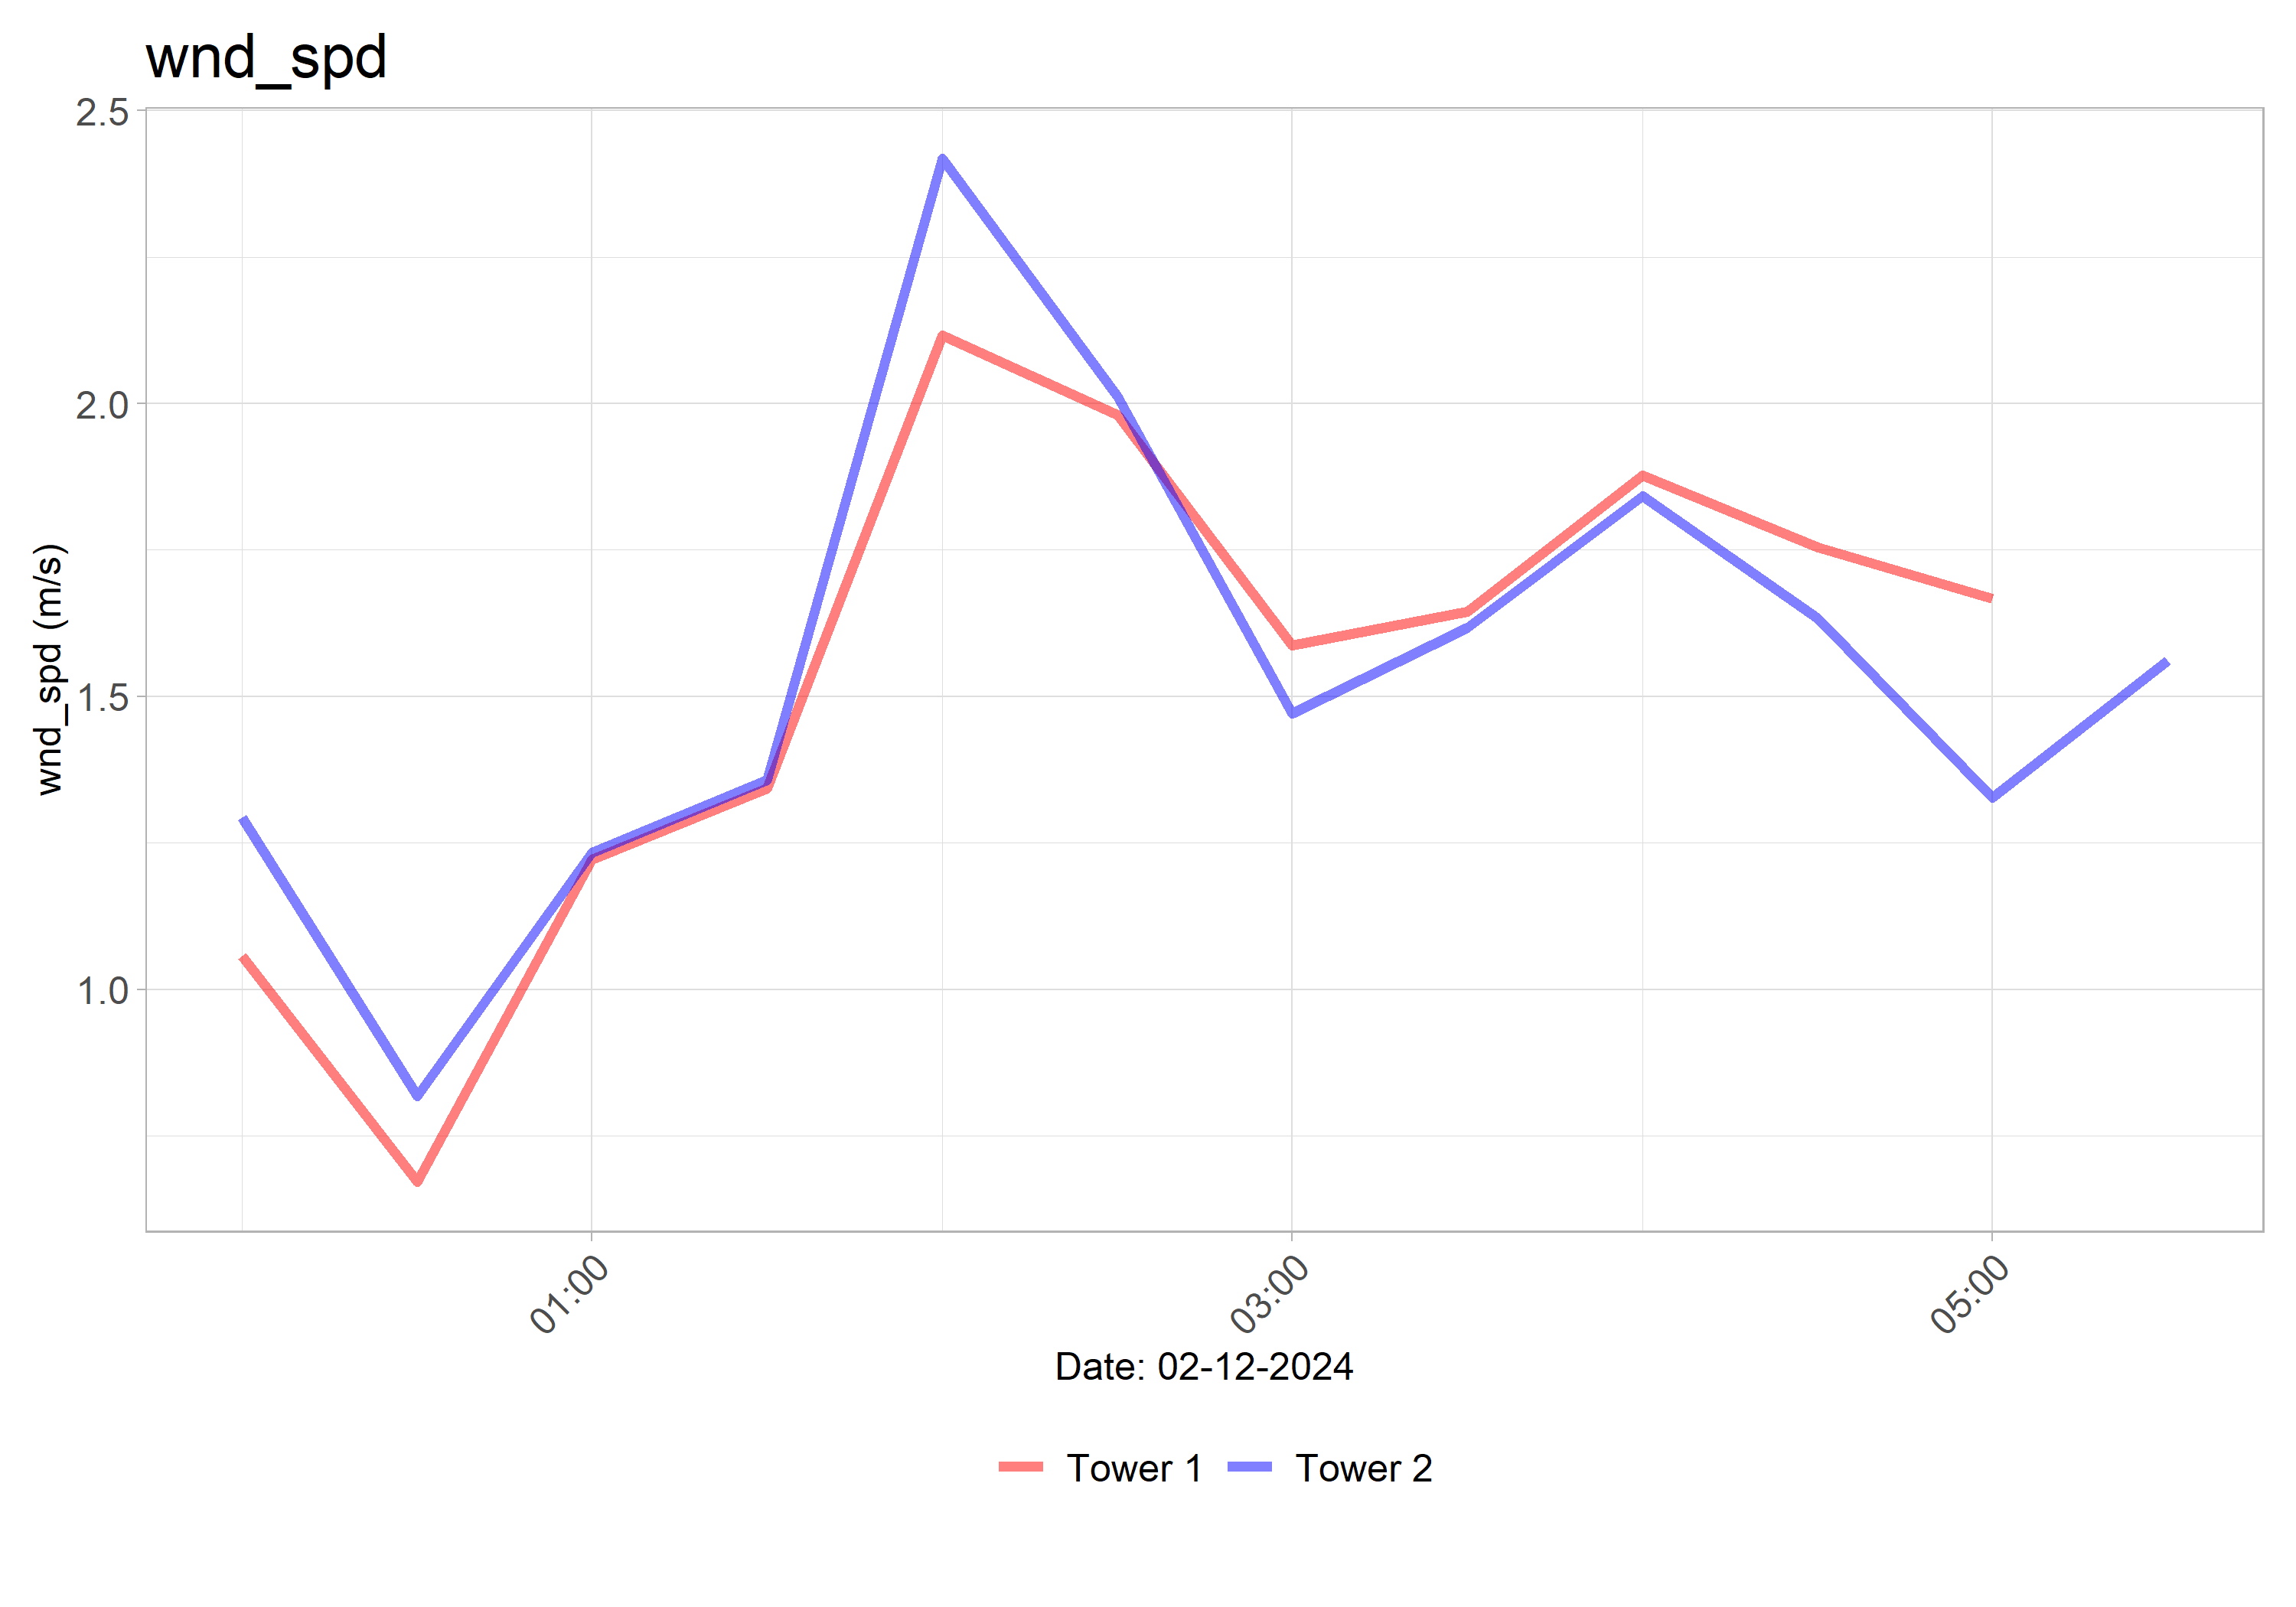 wnd_spd
2.5
2.0
1.5
1.0
wnd_spd (m/s)
01:00
03:00
05:00
Date: 02-12-2024
Tower 1
Tower 2